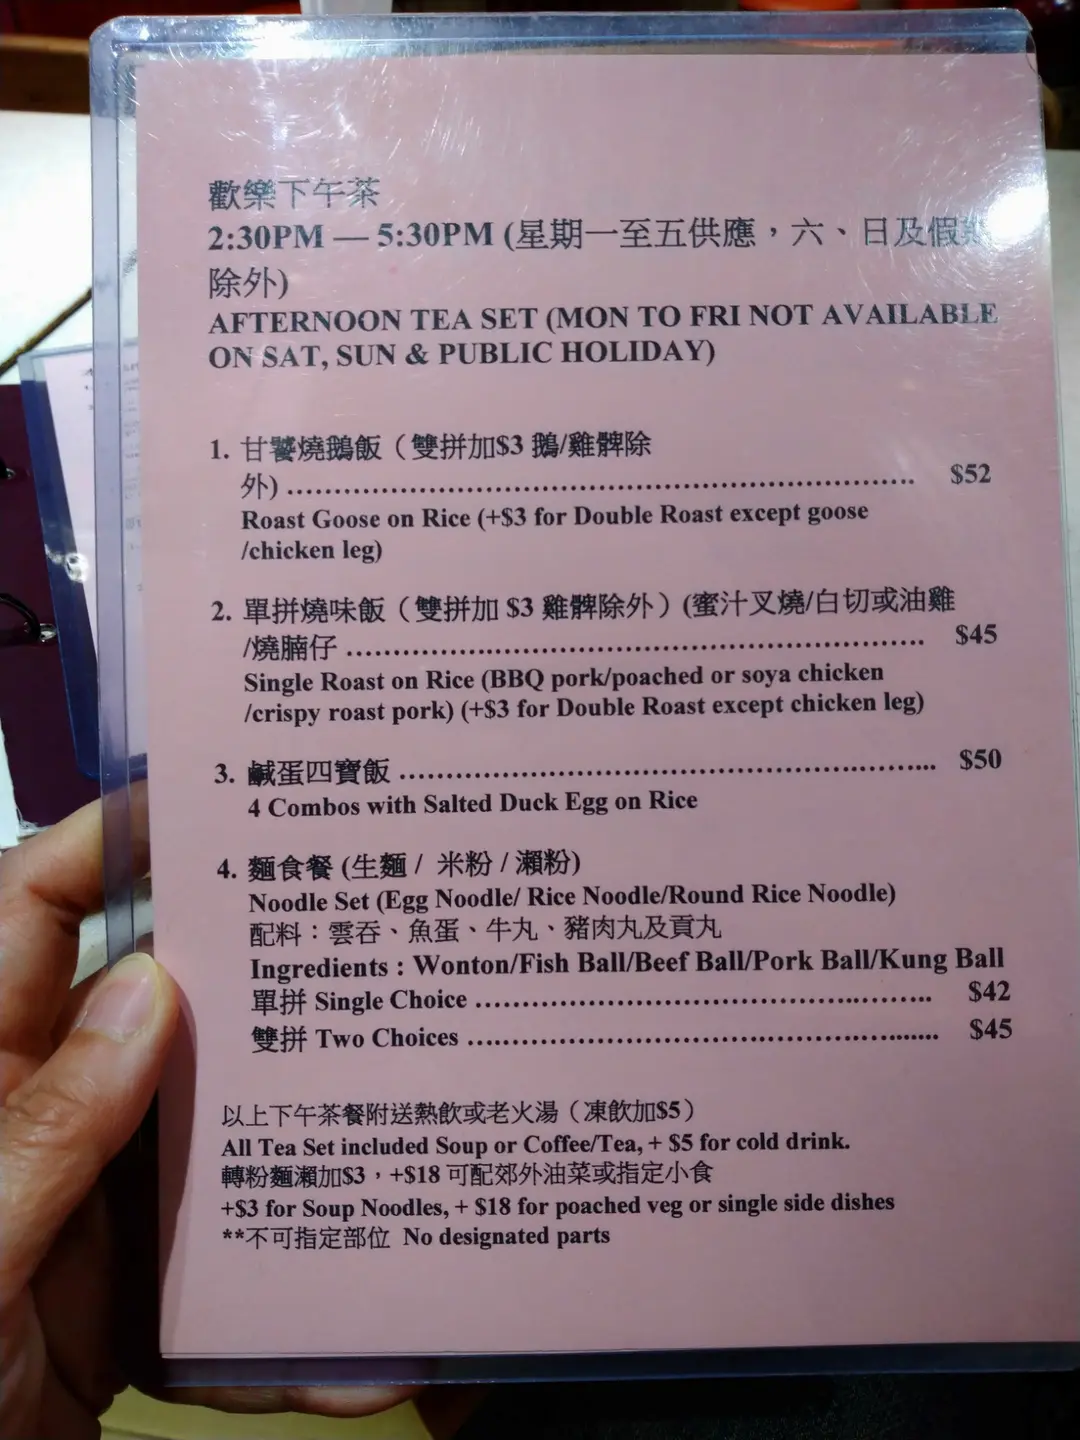 歡樂下午茶
2:30PM — 5:30PM (星期一至五供應，六、日及假期
除外)
AFTERNOON TEA SET (MON TO FRI NOT AVAILABLE
ON SAT, SUN & PUBLIC HOLIDAY)
1. 甘饗燒鵝飯（雙拼加$3 鵝/雞髀除
外) ........................................................................ $52
Roast Goose on Rice (+$3 for Double Roast except goose
/chicken leg)
2. 單拼燒味飯（雙拼加 $3 雞髀除外）(蜜汁叉燒/白切或油雞
/燒腩仔 .................................................................. $45
Single Roast on Rice (BBQ pork/poached or soya chicken
/crispy roast pork) (+$3 for Double Roast except chicken leg)
3. 鹹蛋四寶飯 ............................................................. $50
4 Combos with Salted Duck Egg on Rice
4. 麵食餐 (生麵 / 米粉 / 瀨粉)
Noodle Set (Egg Noodle/ Rice Noodle/Round Rice Noodle)
配料：雲吞、魚蛋、牛丸、豬肉丸及貢丸
Ingredients : Wonton/Fish Ball/Beef Ball/Pork Ball/Kung Ball
單拼 Single Choice .................................................... $42
雙拼 Two Choices ...................................................... $45
以上下午茶餐附送熱飲或老火湯（凍飲加$5）
All Tea Set included Soup or Coffee/Tea, + $5 for cold drink.
轉粉麵瀨加$3，+$18 可配郊外油菜或指定小食
+$3 for Soup Noodles, + $18 for poached veg or single side dishes
**不可指定部位 No designated parts